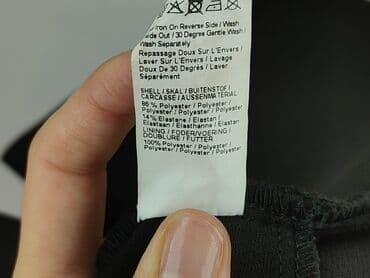 Iron On Reverse Side / Wash
Side Out / 30 Degree Gentle Wash /
Wash Separately
Repassage Doux Sur L'Envers /
Laver Sur L'Envers / Lavage
Doux De 30 Degrés / Laver
Séparément
SHELL / SKAL / BUITENSTOF /
CARCASSE / AUSSENMATERIAL
86 % Polyester / Polyester /
Polyester / Polyester / Polyester
14% Elastane / Elastan /
Elastaan / Elasthanne / Elastan
LINING / FODER/VOERING /
DOUBLURE / FUTTER
100% Polyester / Polyester /
Polyester / Polyester / Polyester